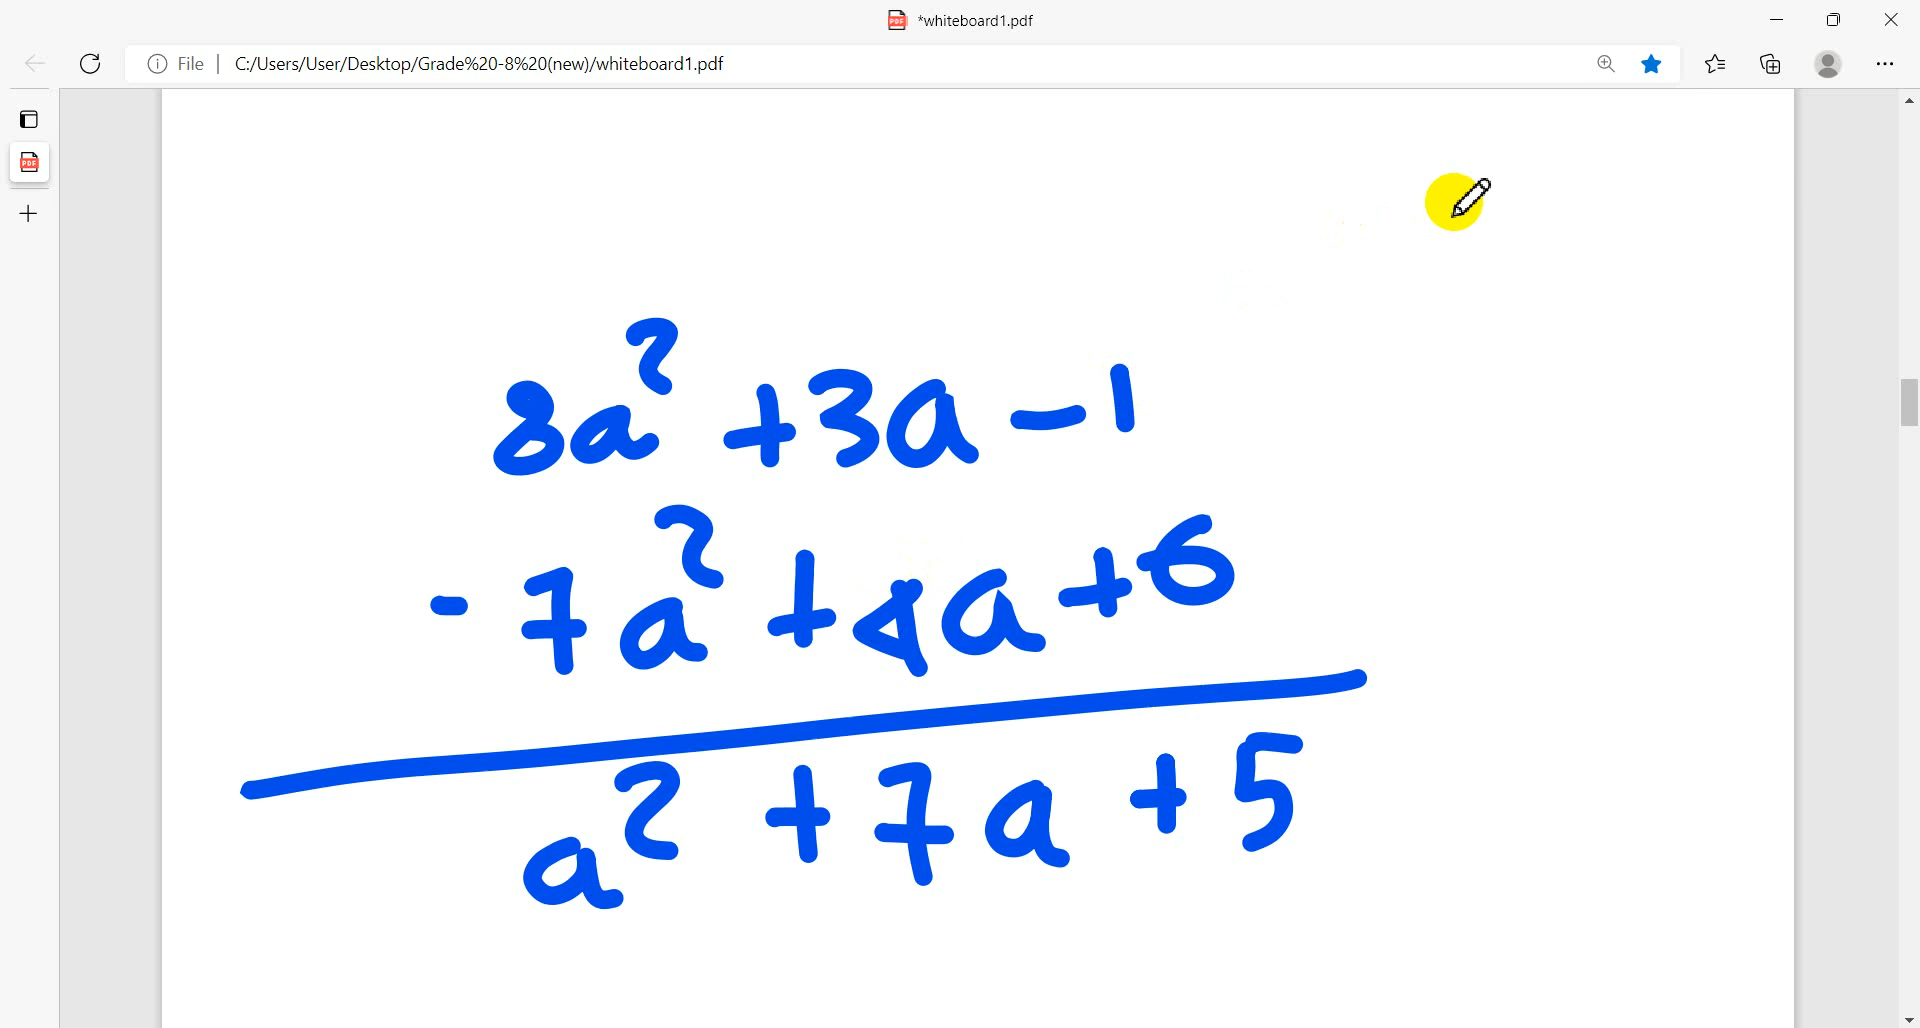 *whiteboard1.pdf
File | C:/Users/User/Desktop/Grade%20-8%20(new)/whiteboard1.pdf
8a² + 3a - 1
- 7a² + 4a + 6
a² + 7a + 5